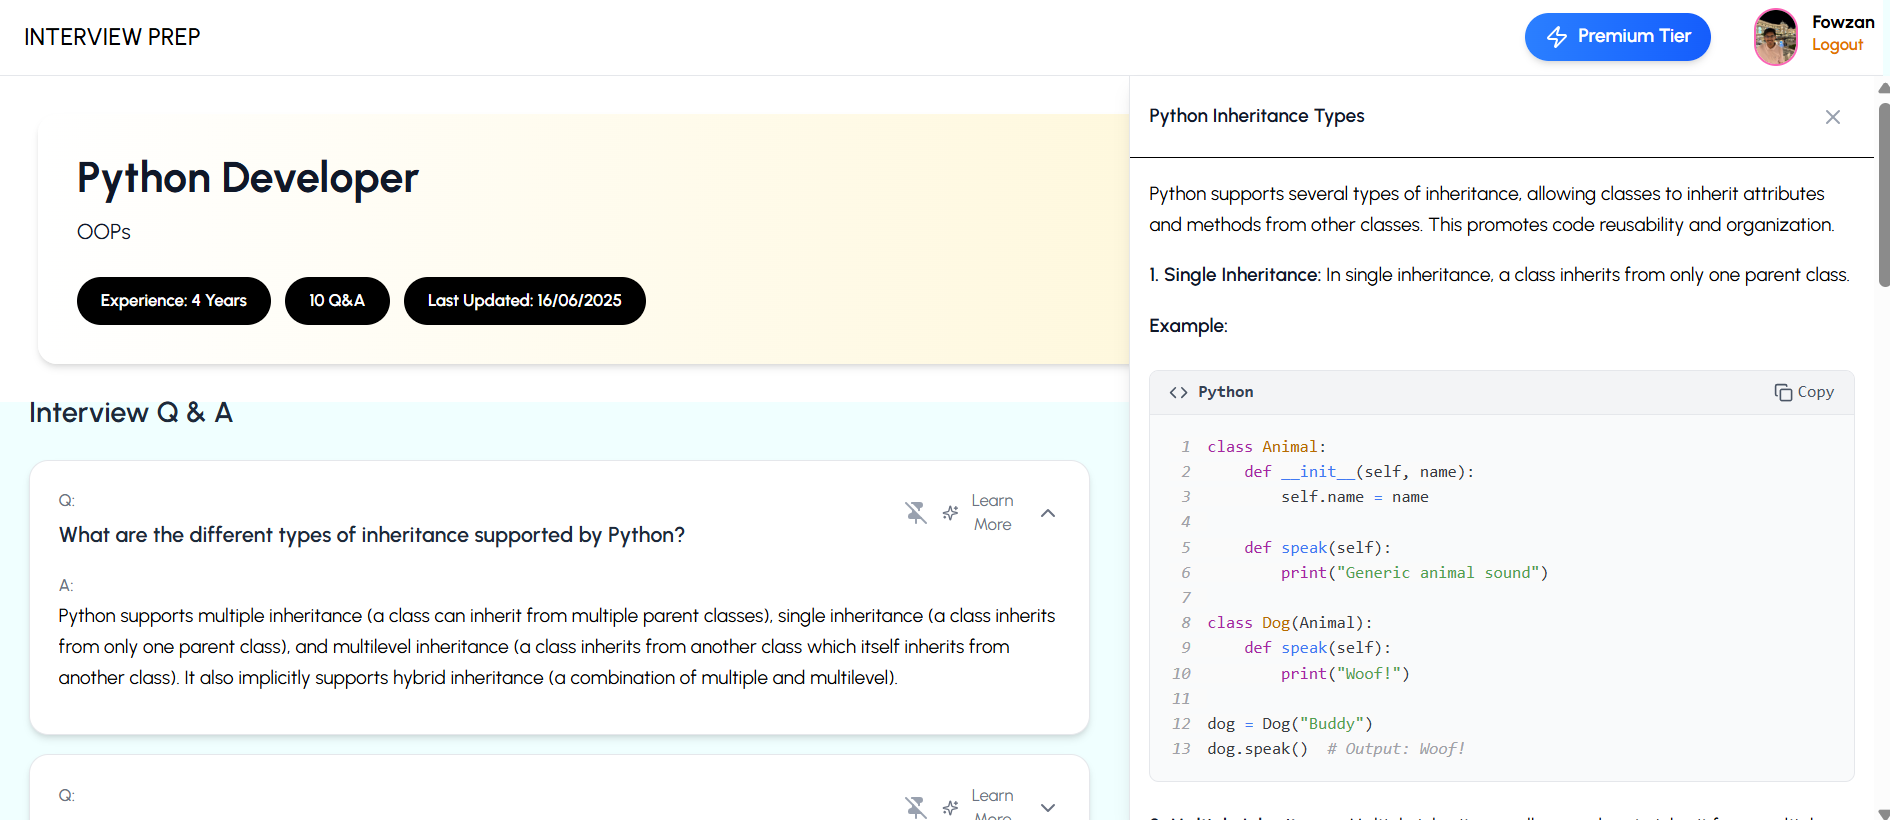 INTERVIEW PREP
Premium Tier
Fowzan
Logout
Python Developer
OOPs
Experience: 4 Years
10 Q&A
Last Updated: 16/06/2025
Interview Q & A
Q:
What are the different types of inheritance supported by Python?
Learn
More
A:
Python supports multiple inheritance (a class can inherit from multiple parent classes), single inheritance (a class inherits
from only one parent class), and multilevel inheritance (a class inherits from another class which itself inherits from
another class). It also implicitly supports hybrid inheritance (a combination of multiple and multilevel).
Q:
Learn
More
Python Inheritance Types
Python supports several types of inheritance, allowing classes to inherit attributes
and methods from other classes. This promotes code reusability and organization.
1. Single Inheritance: In single inheritance, a class inherits from only one parent class.
Example:
<> Python
Copy
1 class Animal:
2     def __init__(self, name):
3         self.name = name
4
5     def speak(self):
6         print("Generic animal sound")
7
8 class Dog(Animal):
9     def speak(self):
10         print("Woof!")
11
12 dog = Dog("Buddy")
13 dog.speak()  # Output: Woof!